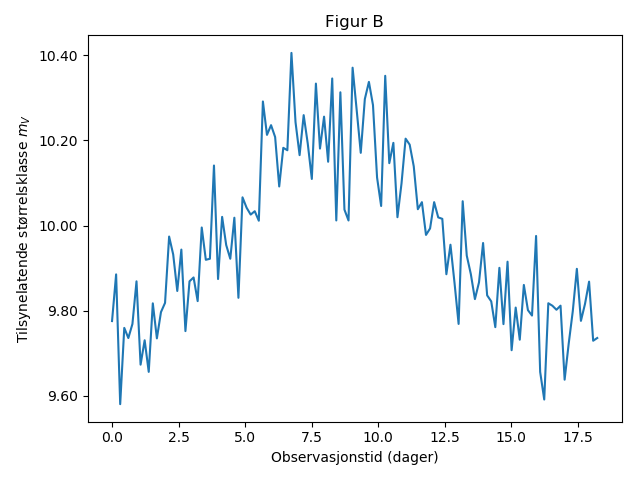 Figur B
Tilsynelatende størrelsklasse $m_V$
10.40
10.20
10.00
9.80
9.60
0.0 2.5 5.0 7.5 10.0 12.5 15.0 17.5
Observasjonstid (dager)